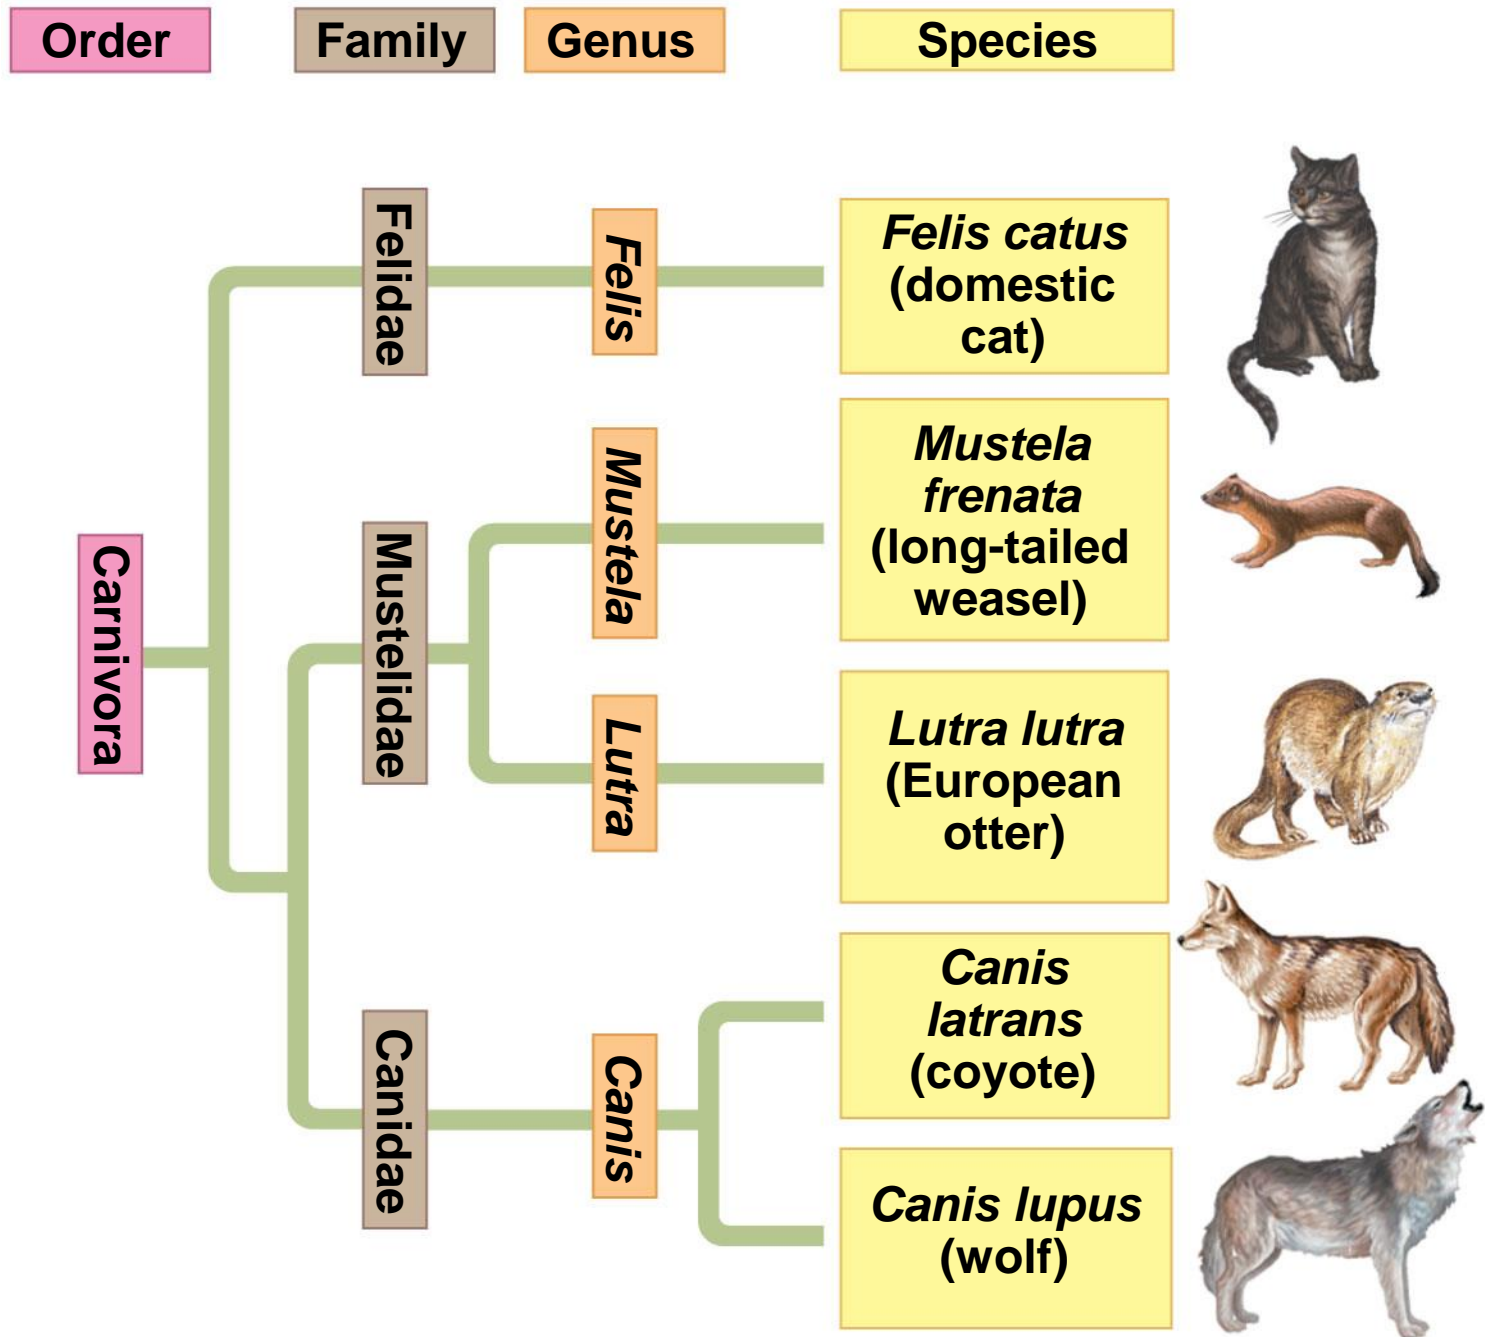 Order
Family
Genus
Species
Carnivora
Felidae
Felis
Felis catus
(domestic
cat)
Mustelidae
Mustela
Mustela
frenata
(long-tailed
weasel)
Lutra
Lutra lutra
(European
otter)
Canidae
Canis
Canis
latrans
(coyote)
Canis lupus
(wolf)